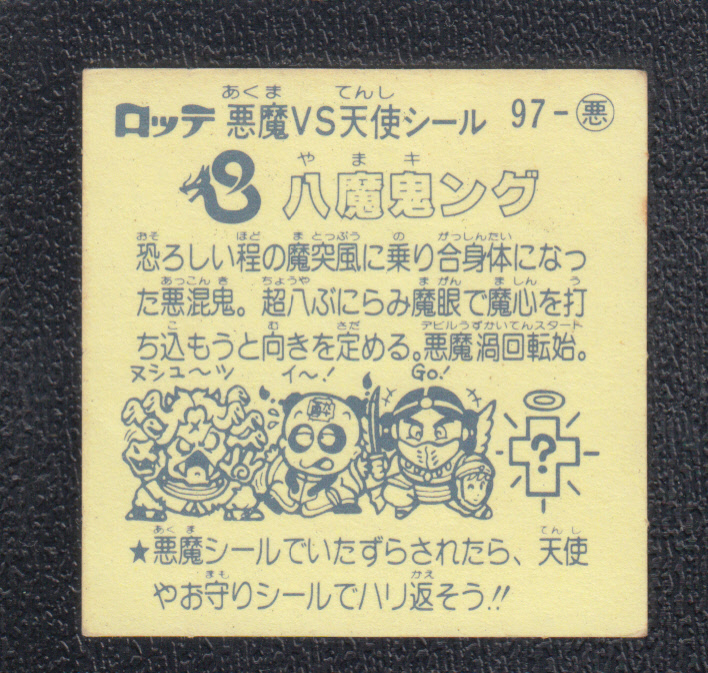 あくま てんし
ロッテ 悪魔VS天使シール 97-悪
やまキ
八魔鬼ング
おそ ほど ま とっぷう の がっしんたい
恐ろしい程の魔突風に乗り合身体になっ
あっこんき ちょうや まがん ましん う
た悪混鬼。超八ぶにらみ魔眼で魔心を打
こ む さだ デビルうずかいてんスタート
ち込もうと向きを定める。悪魔渦回転始。
ヌシュ〜ッ イ〜! Go!
酔
?
あくま てんし
★悪魔シールでいたずらされたら、天使
まも かえ
やお守りシールでハリ返そう!!